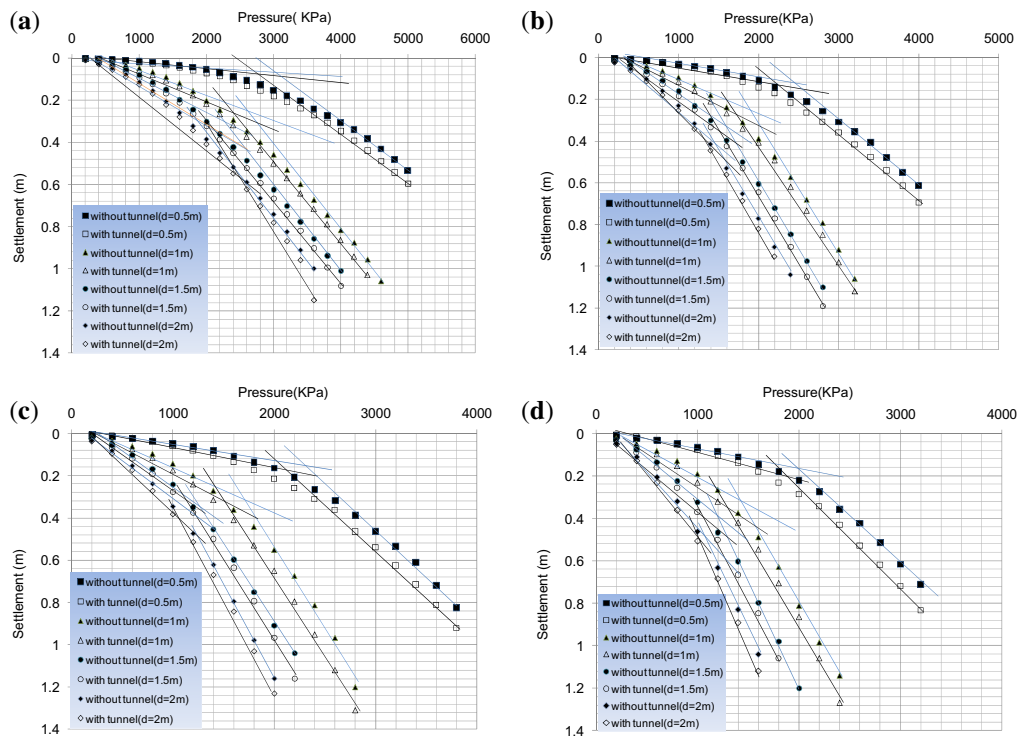 (a)
Pressure( KPa)
0 1000 2000 3000 4000 5000 6000
0
0.2
0.4
0.6
0.8
1
1.2
1.4
Settlement (m)
without tunnel(d=0.5m)
with tunnel(d=0.5m)
without tunnel(d=1m)
with tunnel(d=1m)
without tunnel(d=1.5m)
with tunnel(d=1.5m)
without tunnel(d=2m)
with tunnel(d=2m)
(b)
Pressure(KPa)
0 1000 2000 3000 4000 5000
0
0.2
0.4
0.6
0.8
1
1.2
1.4
Settlement (m)
without tunnel(d=0.5m)
with tunnel(d=0.5m)
without tunnel(d=1m)
with tunnel(d=1m)
without tunnel(d=1.5m)
with tunnel(d=1.5m)
without tunnel(d=2m)
with tunnel(d=2m)
(c)
Pressure(KPa)
0 1000 2000 3000 4000
0
0.2
0.4
0.6
0.8
1
1.2
1.4
Settlement (m)
without tunnel(d=0.5m)
with tunnel(d=0.5m)
without tunnel(d=1m)
with tunnel(d=1m)
without tunnel(d=1.5m)
with tunnel(d=1.5m)
without tunnel(d=2m)
with tunnel(d=2m)
(d)
Pressure(KPa)
0 1000 2000 3000 4000
0
0.2
0.4
0.6
0.8
1
1.2
1.4
Settlement (m)
without tunnel(d=0.5m)
with tunnel(d=0.5m)
without tunnel(d=1m)
with tunnel(d=1m)
without tunnel(d=1.5m)
with tunnel(d=1.5m)
without tunnel(d=2m)
with tunnel(d=2m)